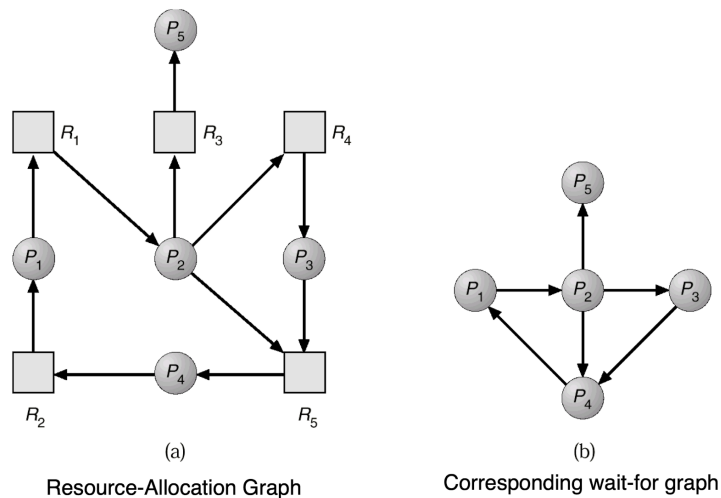 P5
R1
R3
R4
P5
P1
P2
P3
P1
P2
P3
P4
P4
R2
R5
(a)
(b)
Resource-Allocation Graph
Corresponding wait-for graph